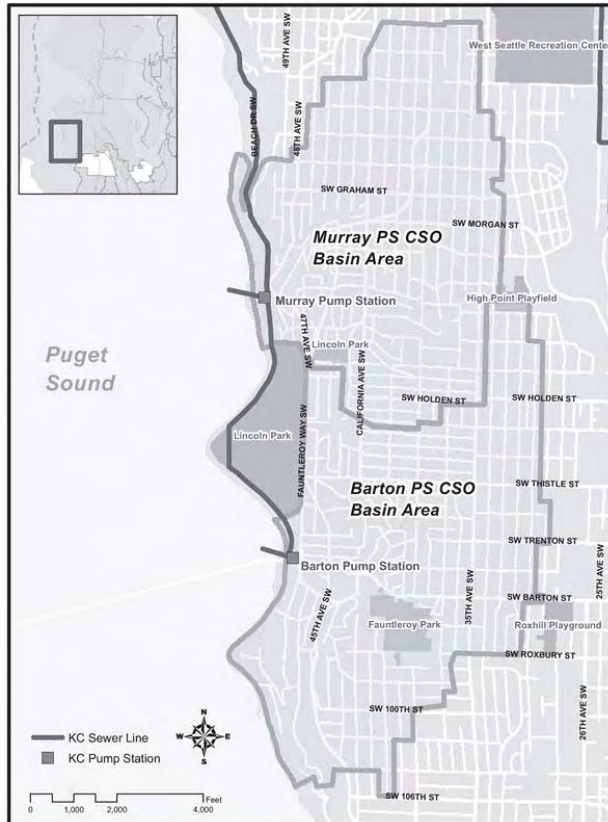 West Seattle Recreation Center
49TH AVE SW
BEACH DR SW
48TH AVE SW
SW GRAHAM ST
SW MORGAN ST
Murray PS CSO
Basin Area
High Point Playfield
Murray Pump Station
47TH AVE SW
Lincoln Park
Puget
Sound
CALIFORNIA AVE SW
SW HOLDEN ST
SW HOLDEN ST
Lincoln Park
FAUNTLEROY WAY SW
SW THISTLE ST
Barton PS CSO
Basin Area
SW TRENTON ST
Barton Pump Station
25TH AVE SW
35TH AVE SW
SW BARTON ST
45TH AVE SW
Fauntleroy Park
Roxhill Playground
SW ROXBURY ST
26TH AVE SW
SW 100TH ST
N
W
E
S
KC Sewer Line
KC Pump Station
Feet
0
1,000
2,000
4,000
SW 106TH ST